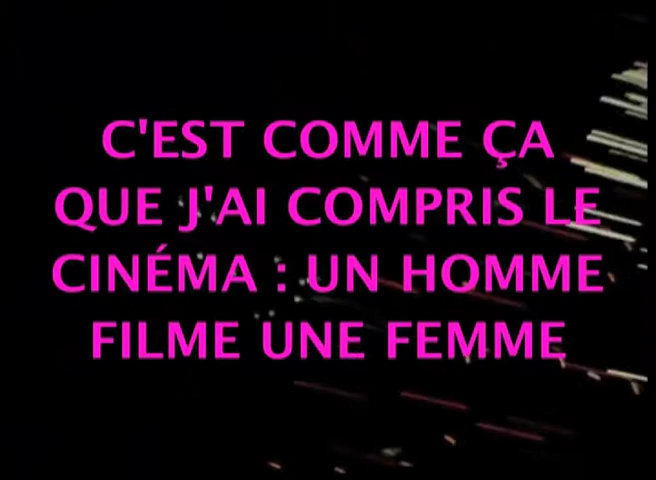 C'EST COMME ÇA
QUE J'AI COMPRIS LE
CINÉMA : UN HOMME
FILME UNE FEMME